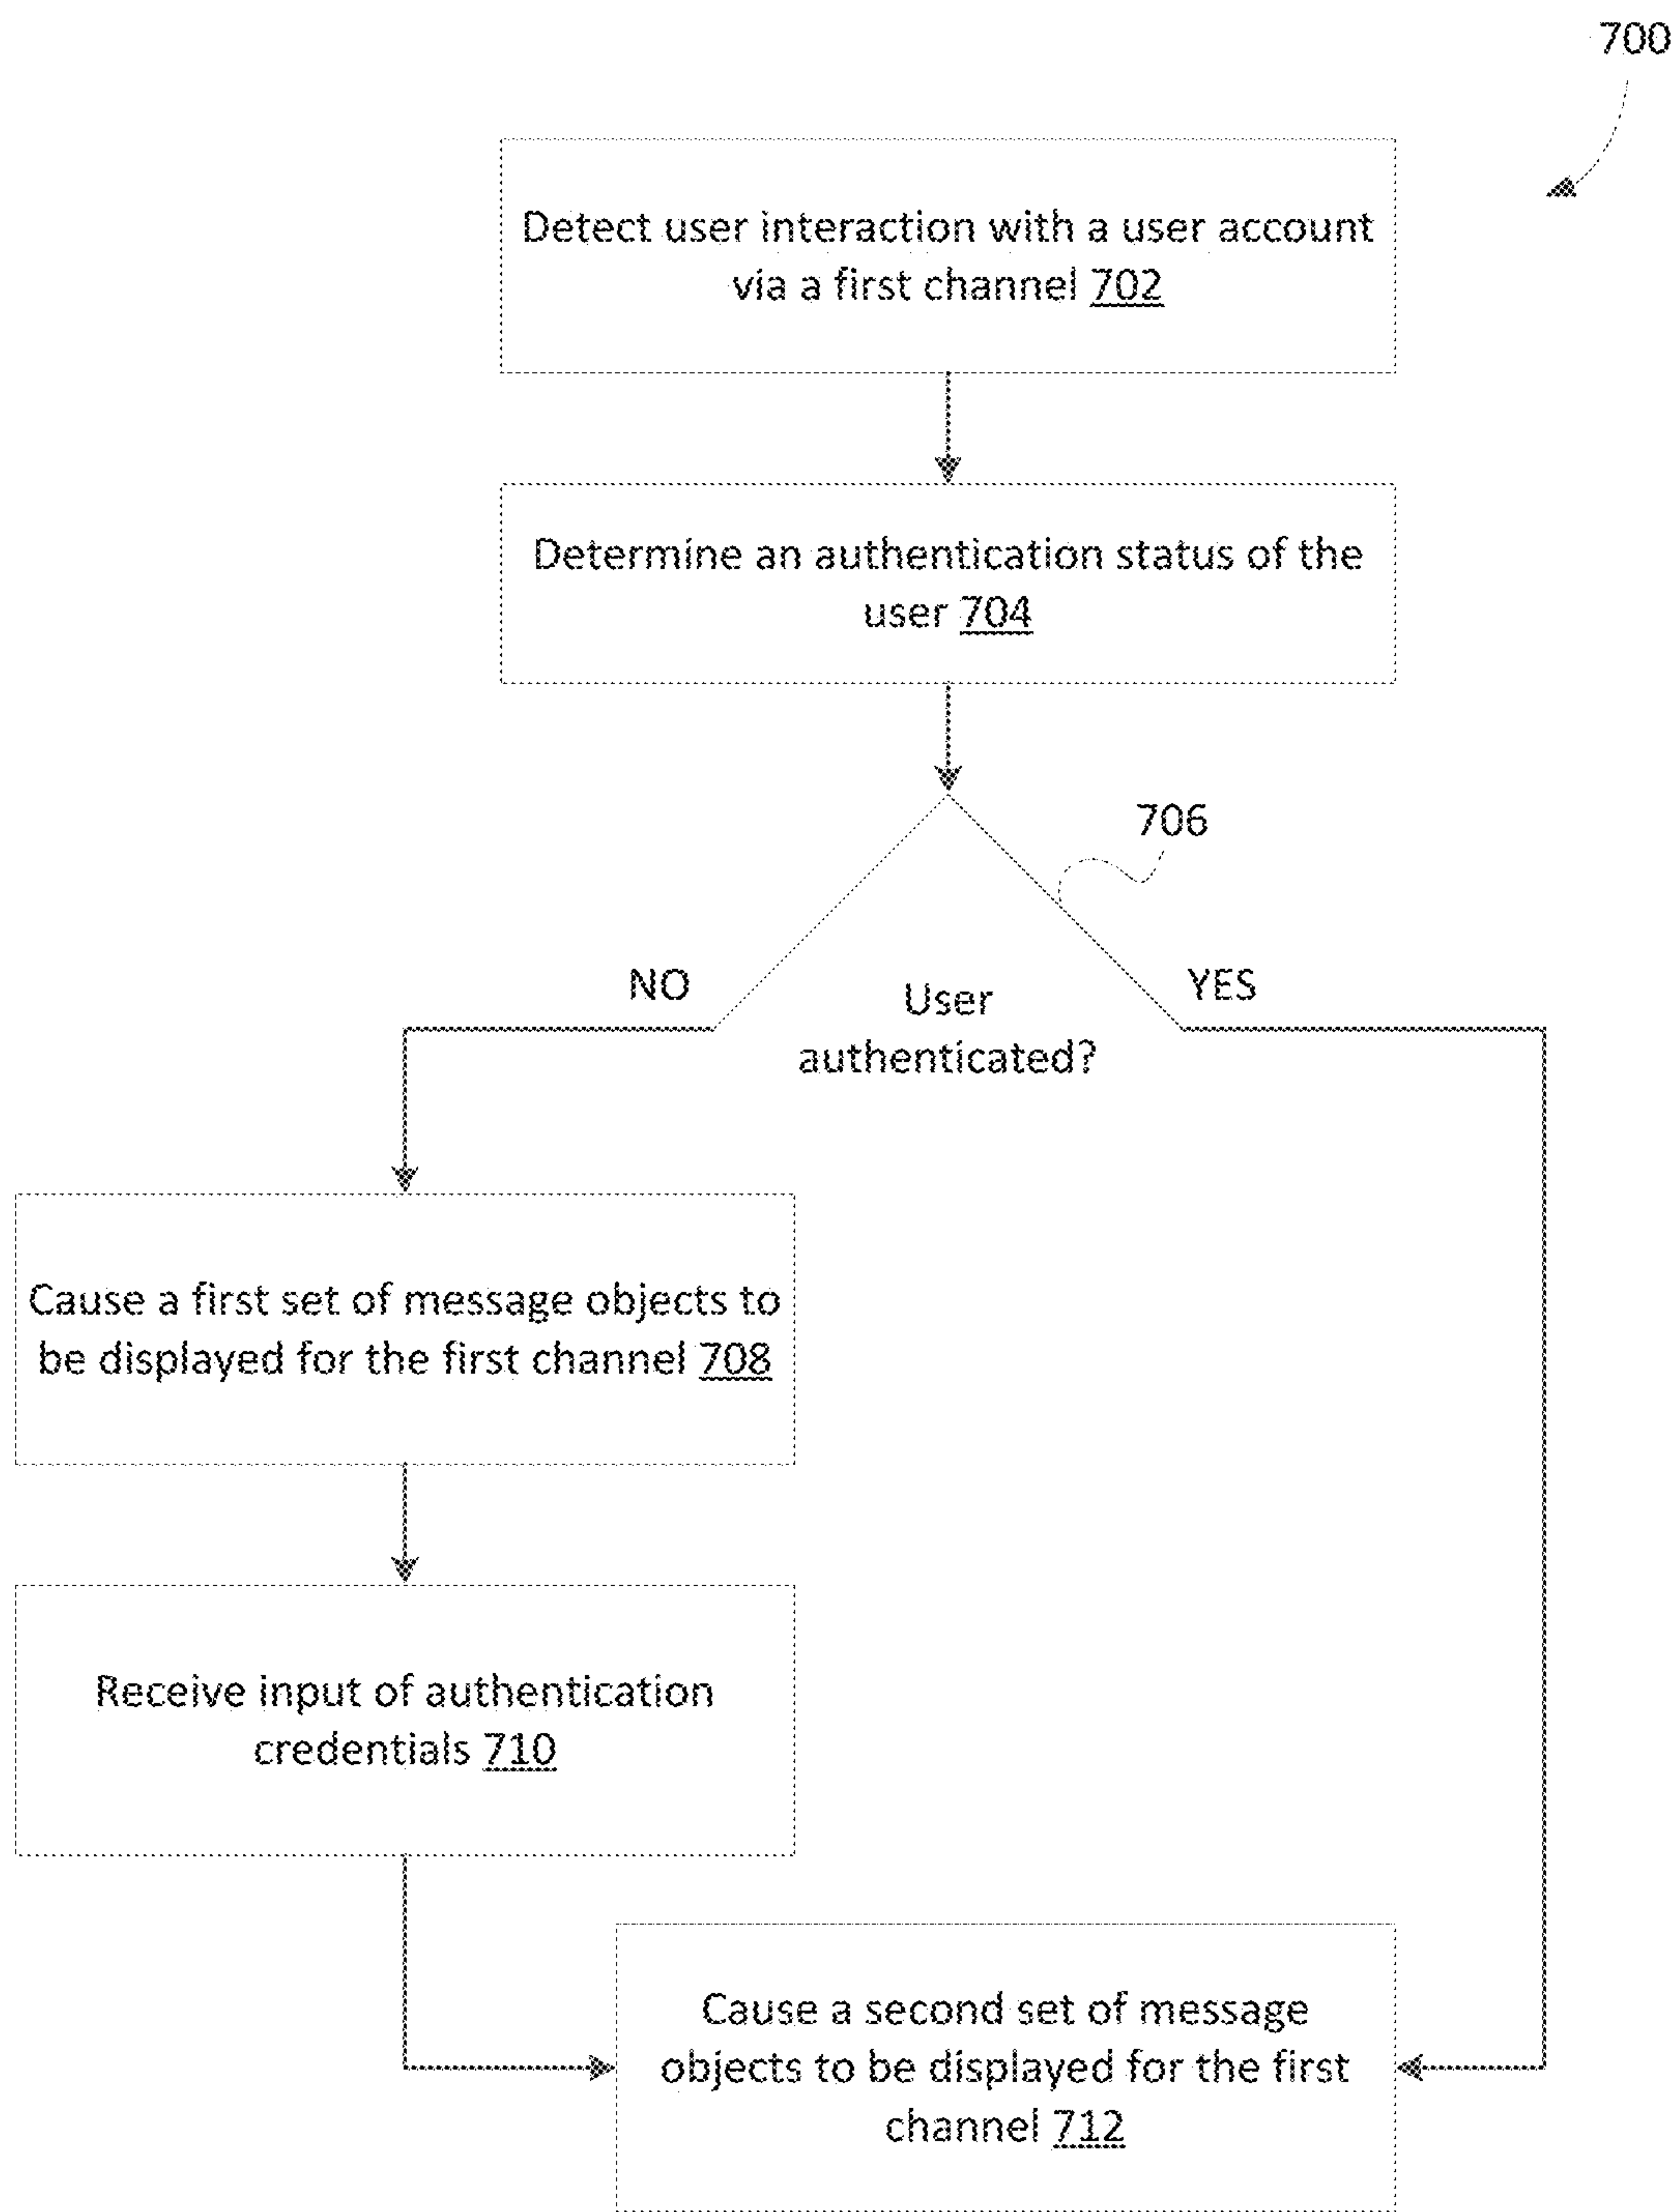 700
Detect user interaction with a user account
via a first channel 702
Determine an authentication status of the
user 704
706
NO
YES
User
authenticated?
Cause a first set of message objects to
be displayed for the first channel 708
Receive input of authentication
credentials 710
Cause a second set of message
objects to be displayed for the first
channel 712